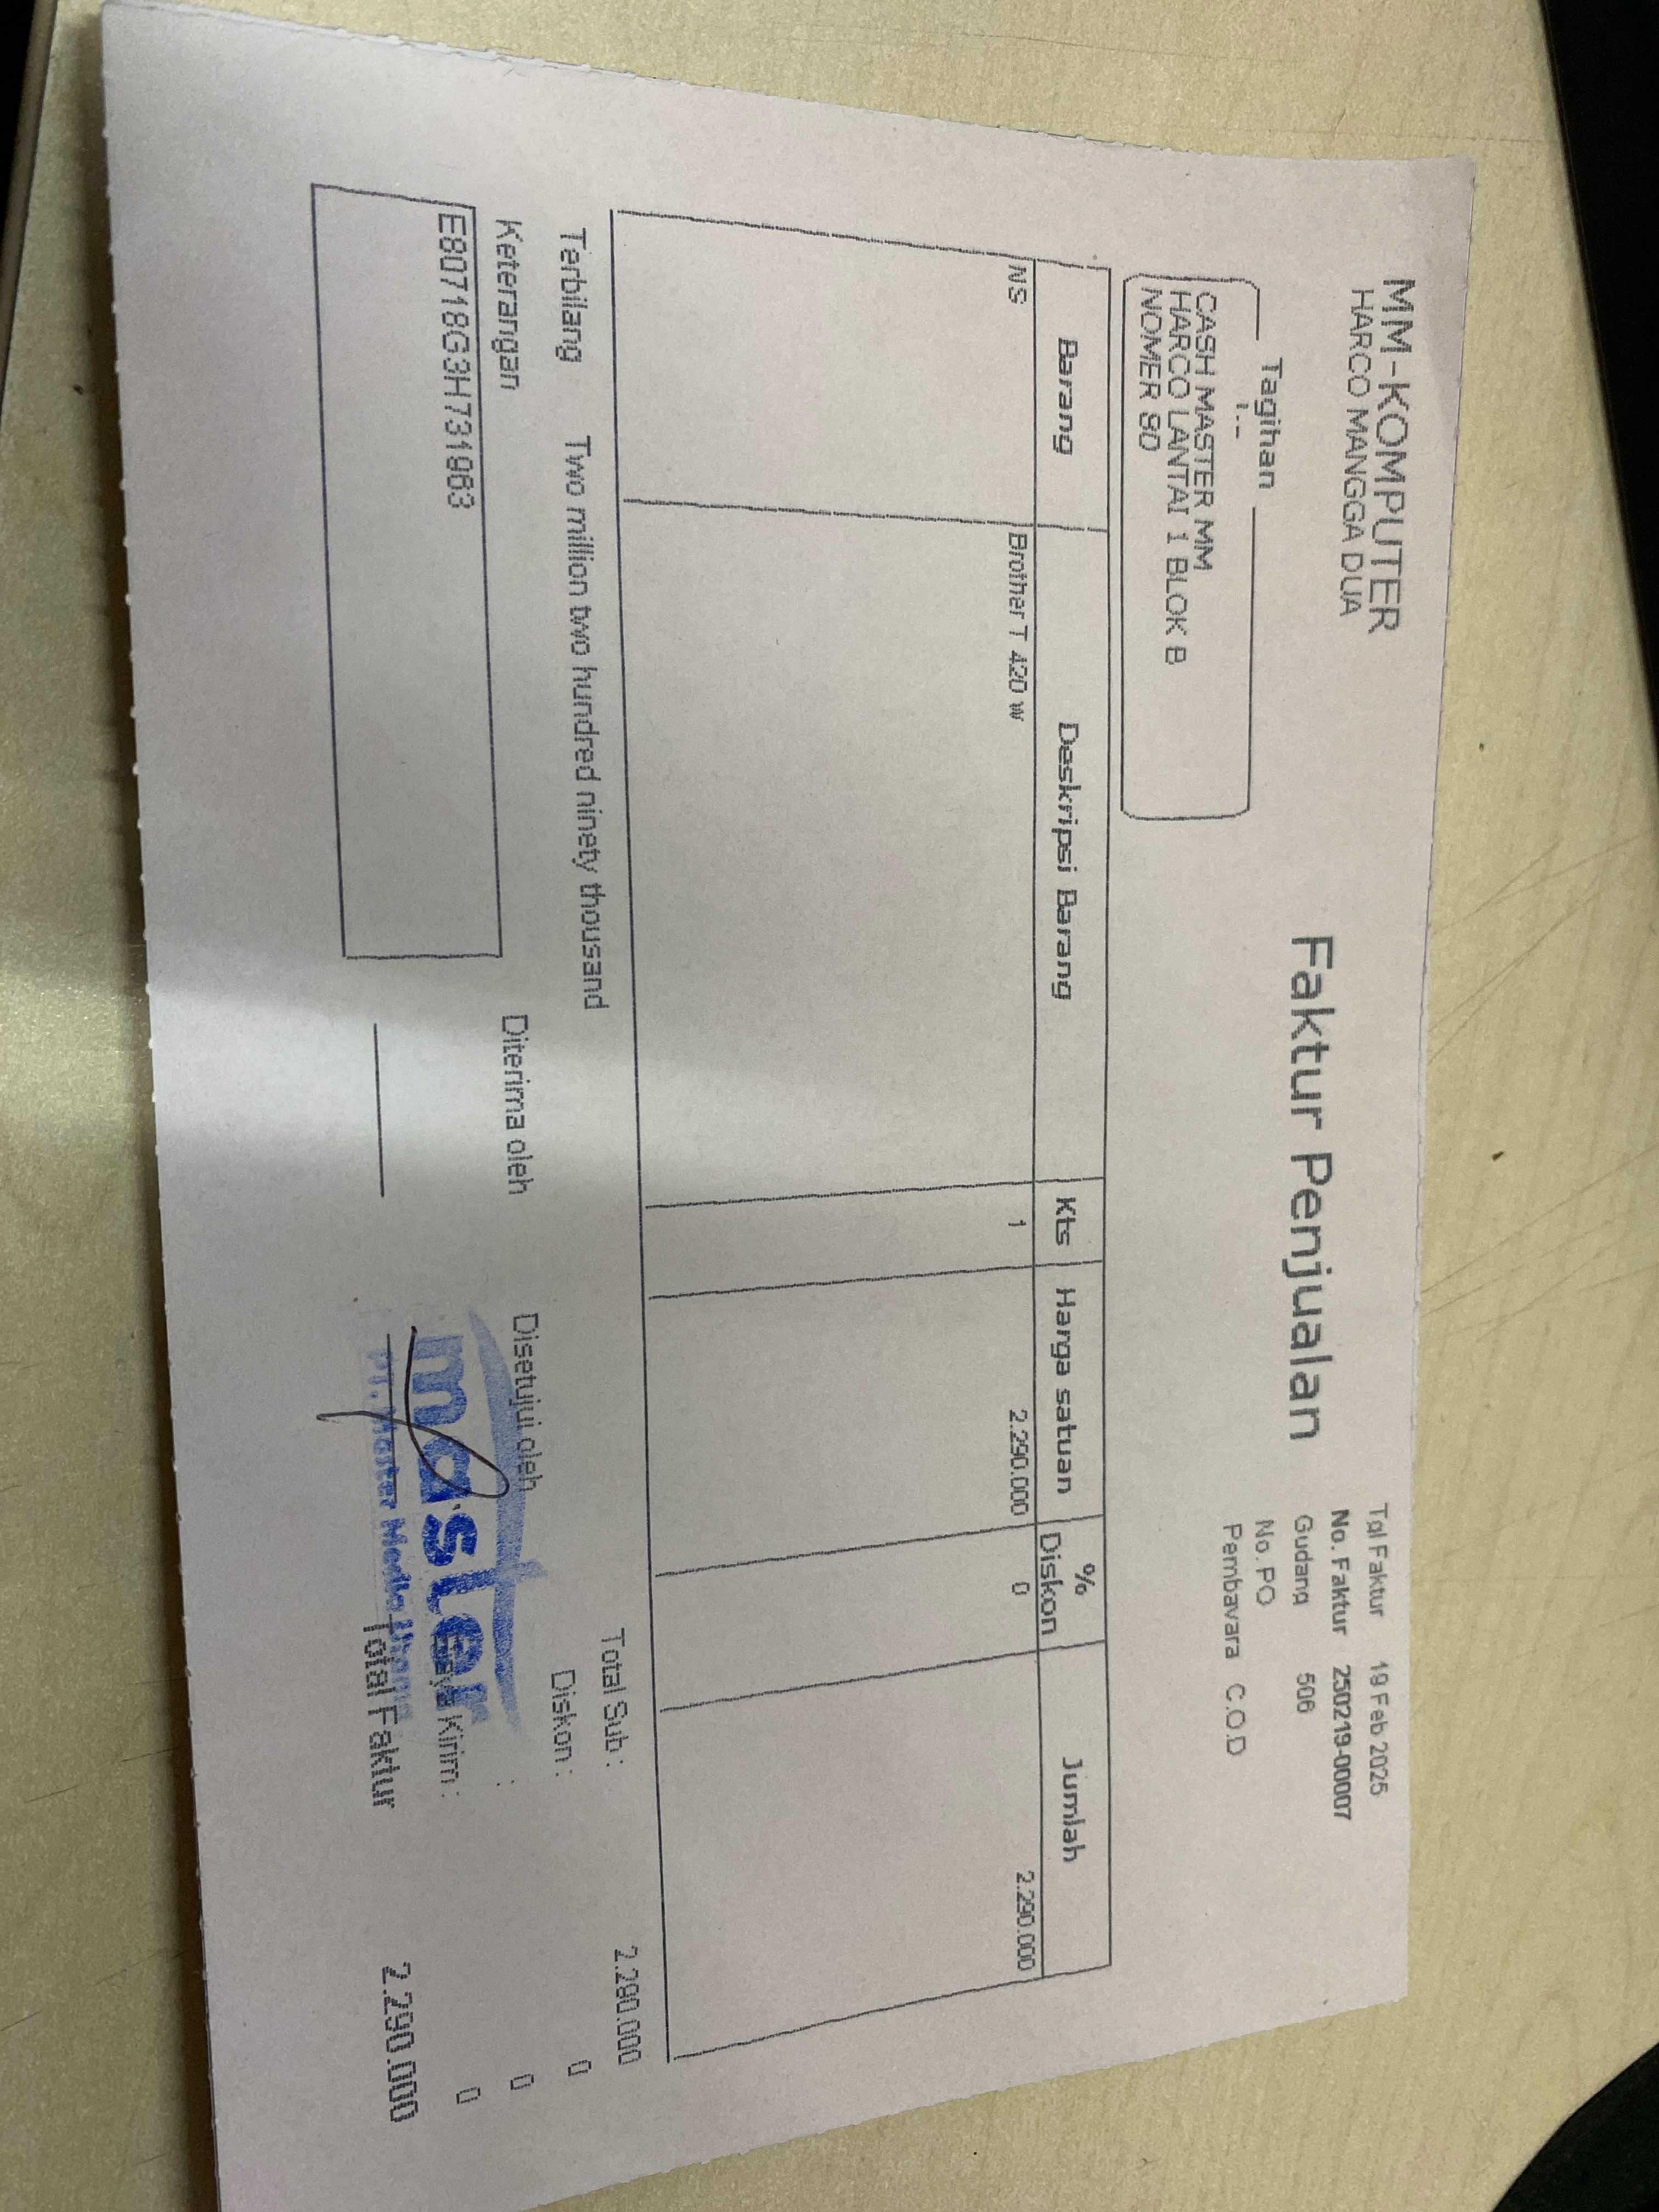 MM-KOMPUTER
HARCO MANGGA DUA
Faktur Penjualan
Tgl Faktur 19 Feb 2025
No. Faktur 250219-00007
Gudang 506
No. PO
Pembayara C.O.D
Tagihan
CASH MASTER MM
HARCO LANTAI 1 BLOK B
NOMER 80
Barang Deskripsi Barang Kts Harga satuan % Diskon Jumlah
NS Brother T 420 W 1 2.290.000 0 2.290.000
Terbilang Two million two hundred ninety thousand
Total Sub : 2.290.000
Diskon : 0
: 0
Kirim : 0
Total Faktur 2.290.000
Keterangan
E80718G3H731983
Diterima oleh
Disetujui oleh
master
PT. Master Media